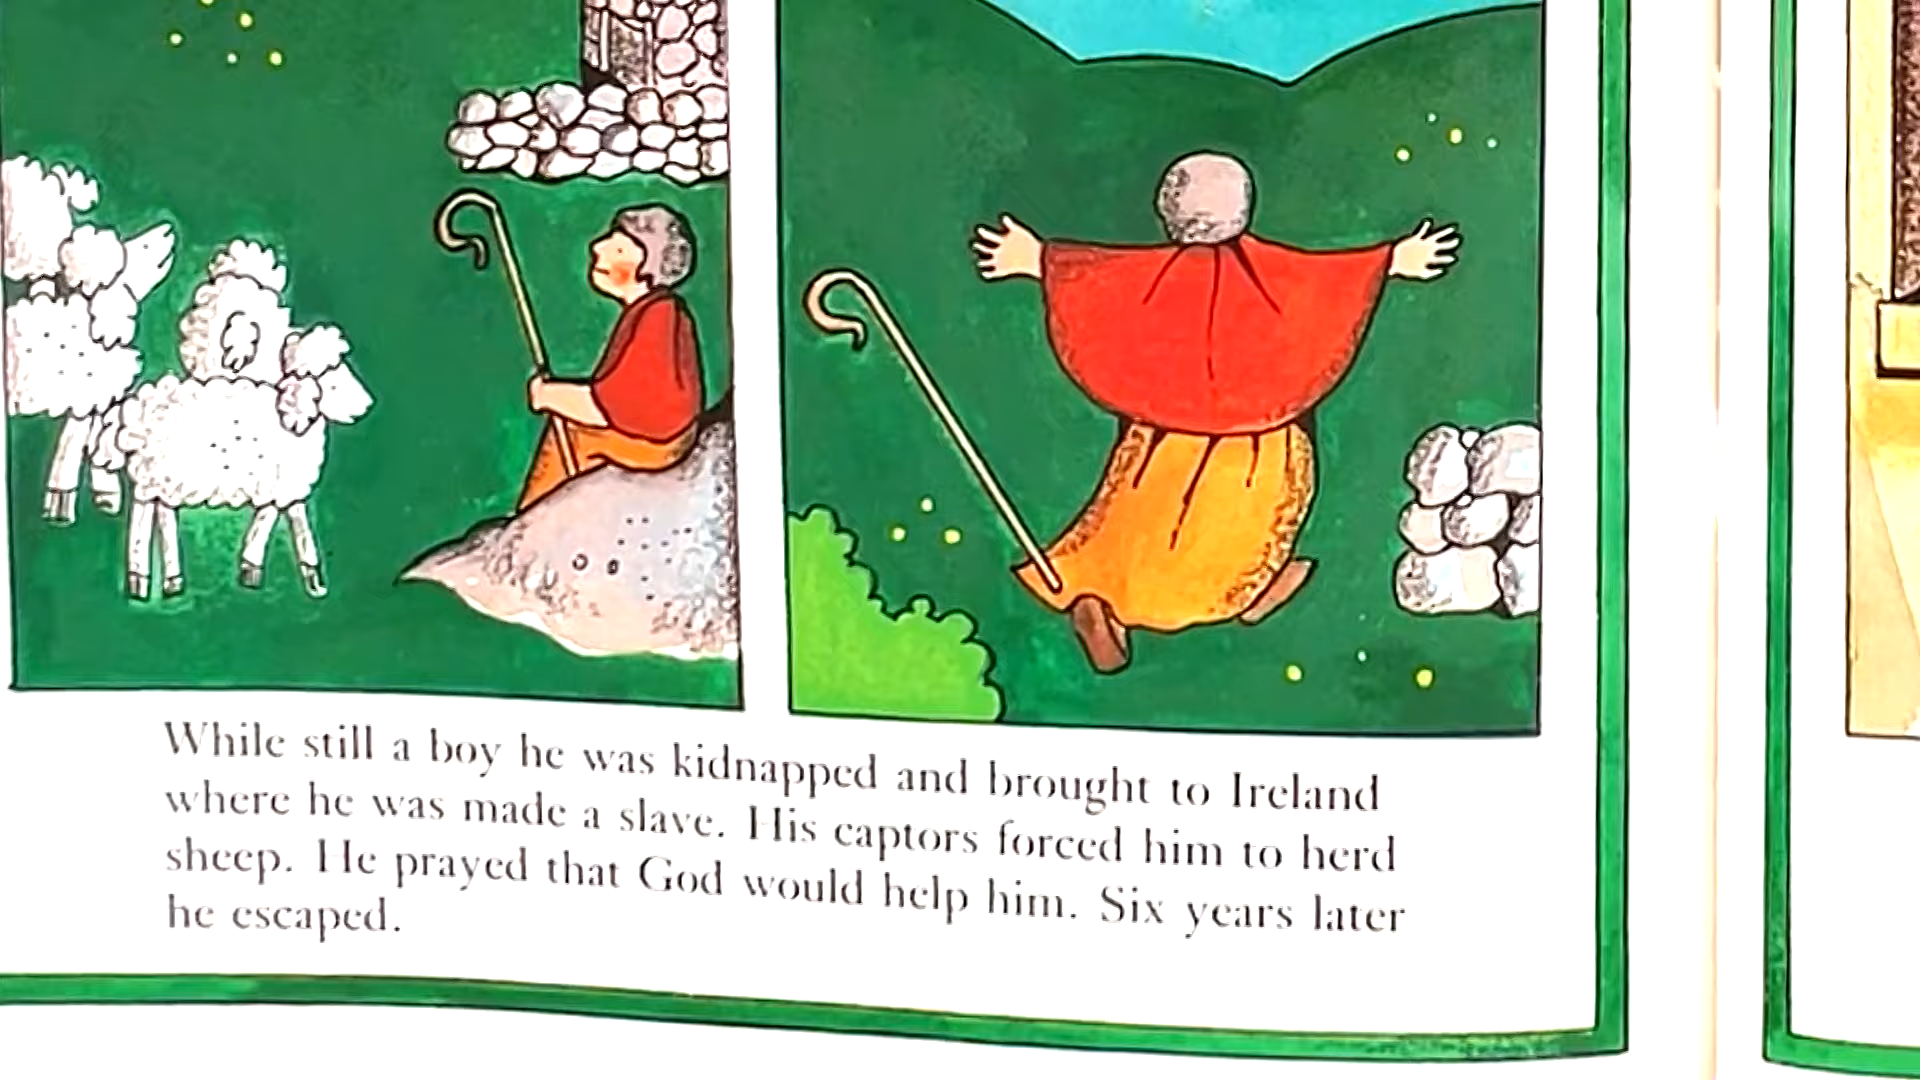 While still a boy he was kidnapped and brought to Ireland
where he was made a slave. His captors forced him to herd
sheep. He prayed that God would help him. Six years later
he escaped.